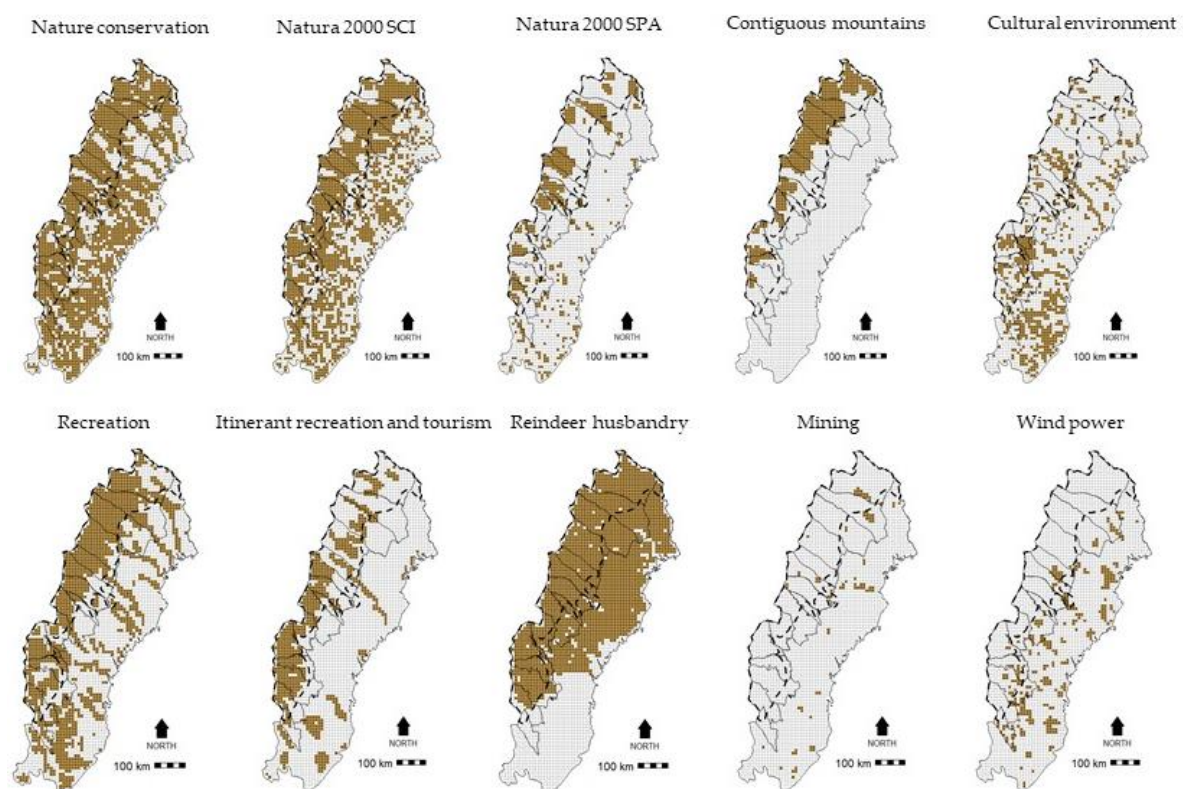 Nature conservation
Natura 2000 SCI
Natura 2000 SPA
Contiguous mountains
Cultural environment
NORTH
100 km
NORTH
100 km
NORTH
100 km
NORTH
100 km
NORTH
100 km
Recreation
Itinerant recreation and tourism
Reindeer husbandry
Mining
Wind power
NORTH
100 km
NORTH
100 km
NORTH
100 km
NORTH
100 km
NORTH
100 km